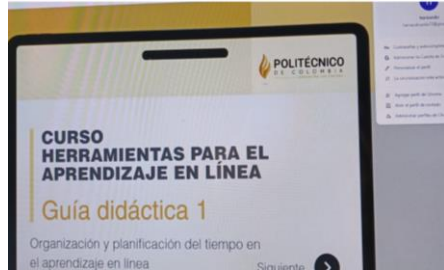 POLITÉCNICO
DE COLOMBIA
CURSO
HERRAMIENTAS PARA EL
APRENDIZAJE EN LÍNEA
Guía didáctica 1
Organización y planificación del tiempo en
el aprendizaje en línea
Siguiente